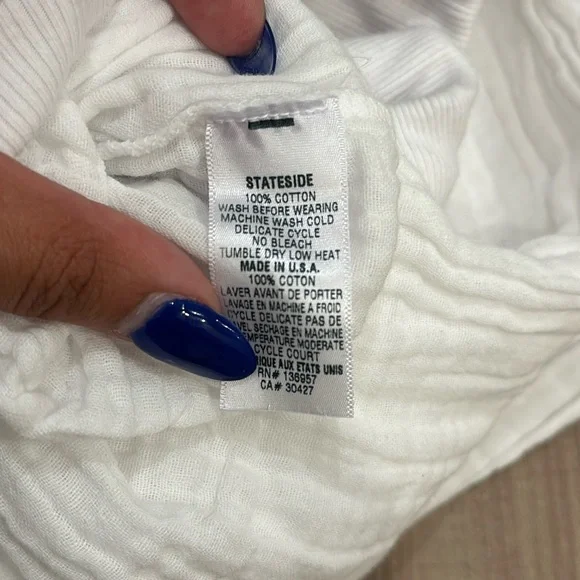 STATESIDE
100% COTTON
WASH BEFORE WEARING
MACHINE WASH COLD
DELICATE CYCLE
NO BLEACH
TUMBLE DRY LOW HEAT
MADE IN U.S.A.
100% COTON
LAVER AVANT DE PORTER
LAVAGE EN MACHINE A FROID
CYCLE DELICATE PAS DE
SECHAGE EN MACHINE
MODERATE
CYCLE COURT
AUX ETATS UNIS
RN# 136957
CA# 30427